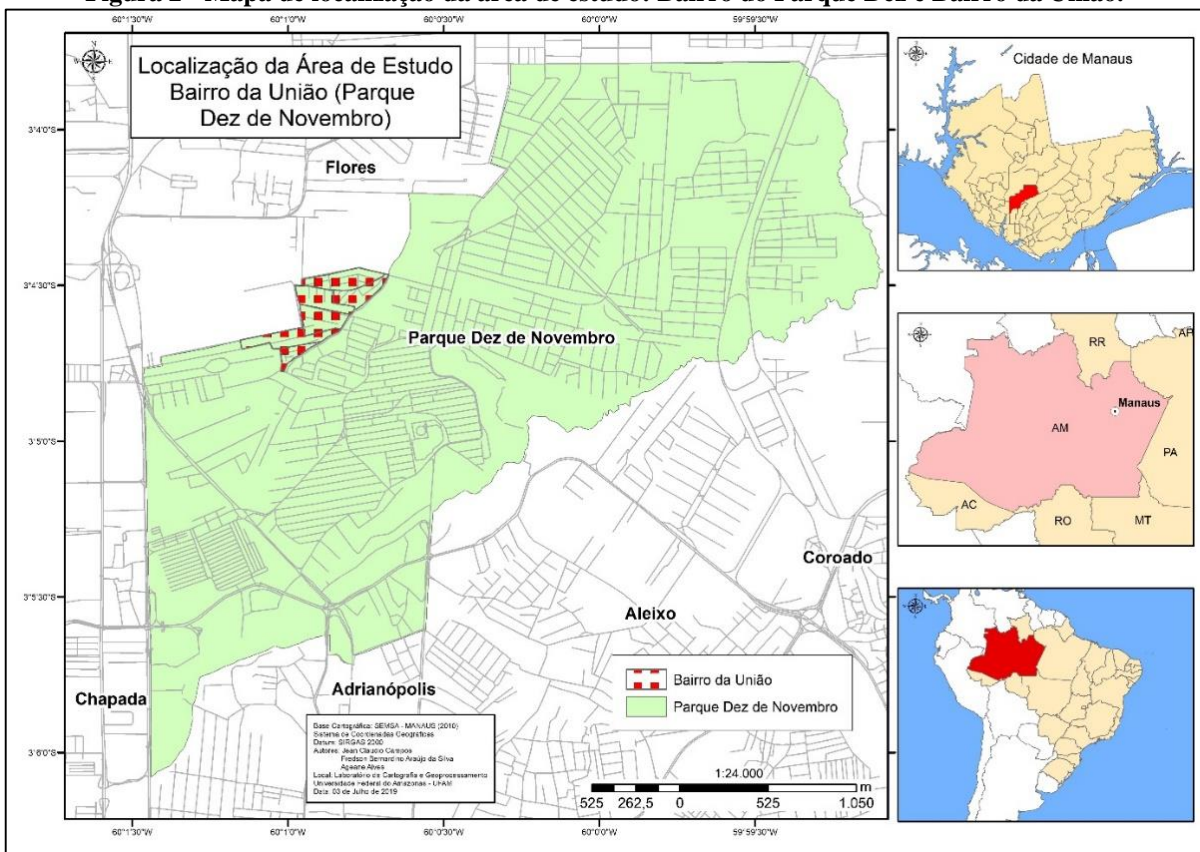 Figura 1 - Mapa de localização da área de estudo: Bairro do Parque Dez e Bairro da União.
60°1'30"W
60°1'0"W
60°0'30"W
60°0'0"W
59°59'30"W
Localização da Área de Estudo
Bairro da União (Parque
Dez de Novembro)
N
3°4'0"S
3°4'30"S
3°5'0"S
3°5'30"S
3°6'0"S
Flores
Parque Dez de Novembro
Coroado
Aleixo
Adrianópolis
Chapada
Bairro da União
Parque Dez de Novembro
Base Cartográfica: SEMSA - MANAUS (2010)
Sistema de Coordenadas Geográficas
Datum: SIRGAS 2000
Autores: Jean Claudio Campos
Fredson Bernardino Araújo da Silva
Ageane Alves
Local: Laboratório de Cartografia e Geoprocessamento
Universidade Federal do Amazonas - UFAM
Data: 03 de Julho de 2019
1:24.000
m
525 262,5 0 525 1.050
60°1'30"W
60°1'0"W
60°0'30"W
60°0'0"W
59°59'30"W
Cidade de Manaus
RR
AP
Manaus
AM
PA
AC
RO
MT